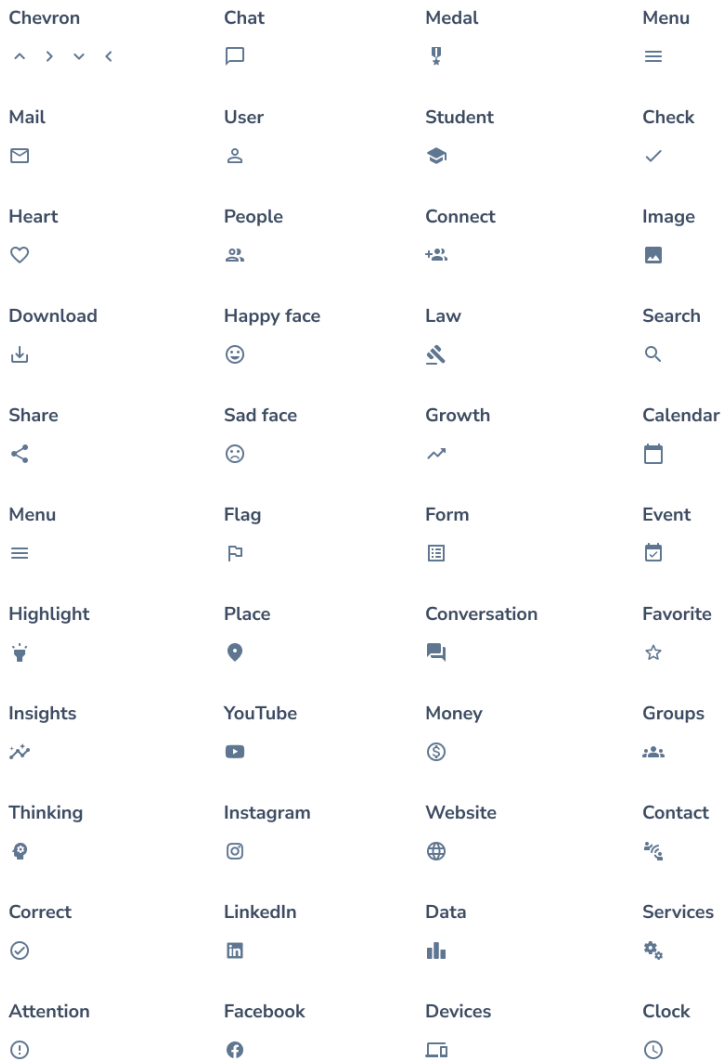 Chevron Chat Medal Menu
Mail User Student Check
Heart People Connect Image
Download Happy face Law Search
Share Sad face Growth Calendar
Menu Flag Form Event
Highlight Place Conversation Favorite
Insights YouTube Money Groups
Thinking Instagram Website Contact
Correct LinkedIn Data Services
Attention Facebook Devices Clock